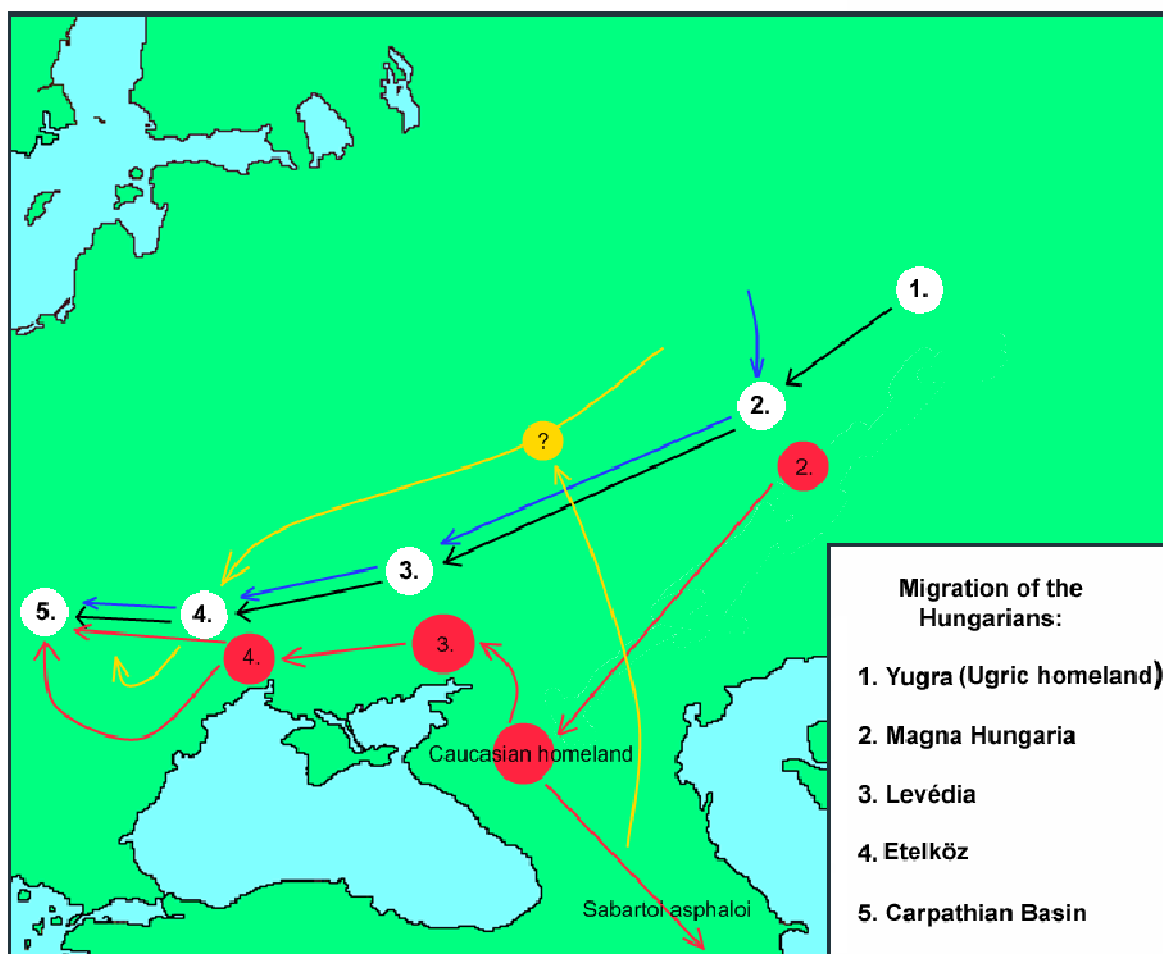 1.
2.
?
2.
3.
5.
4.
3.
4.
Caucasian homeland
Sabartoi asphaloi
Migration of the
Hungarians:
1. Yugra (Ugric homeland)
2. Magna Hungaria
3. Levédia
4. Etelköz
5. Carpathian Basin